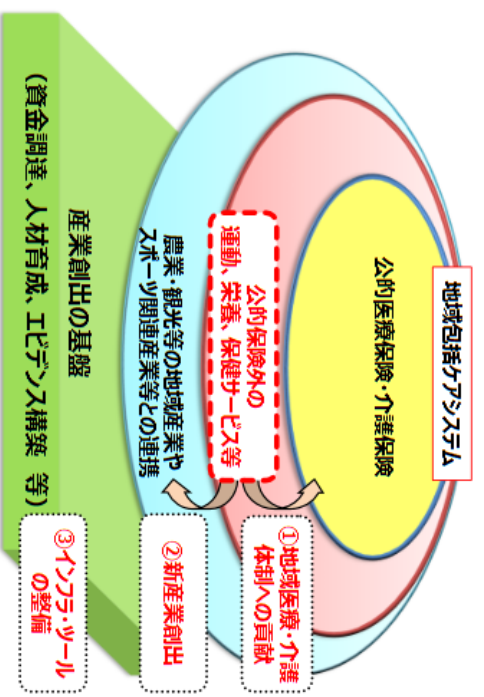 地域包括ケアシステム
公的医療保険・介護保険
公的保険外の
運動、栄養、保健サービス等
農業・観光等の地域産業や
スポーツ関連産業等との連携
産業創出の基盤
（資金調達、人材育成、エビデンス構築　等）
①地域医療・介護
体制への貢献
②新産業創出
③インフラ・ツール
の整備